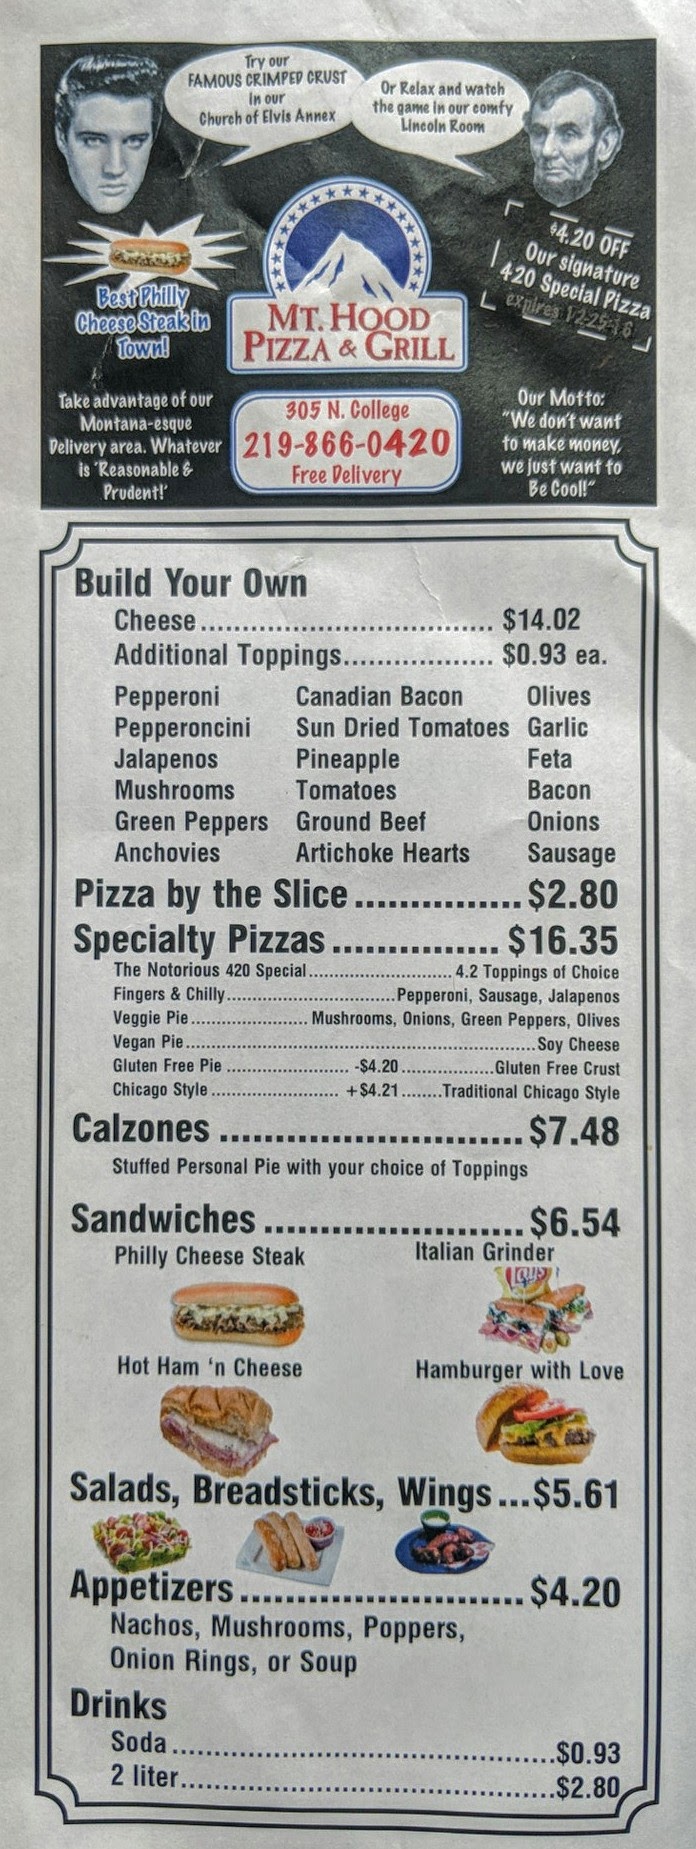 Try our
FAMOUS CRIMPED CRUST
in our
Church of Elvis Annex
Or Relax and watch
the game in our comfy
Lincoln Room
$4.20 OFF
Our signature
420 Special Pizza
expires 12-25-16
Best Philly
Cheese Steak in
Town!
MT. HOOD
PIZZA & GRILL
Take advantage of our
Montana-esque
Delivery area. Whatever
is 'Reasonable &
Prudent!'
305 N. College
219-866-0420
Free Delivery
Our Motto:
"We don't want
to make money,
we just want to
Be Cool!"
Build Your Own
Cheese.................................. $14.02
Additional Toppings.................. $0.93 ea.
Pepperoni Canadian Bacon Olives
Pepperoncini Sun Dried Tomatoes Garlic
Jalapenos Pineapple Feta
Mushrooms Tomatoes Bacon
Green Peppers Ground Beef Onions
Anchovies Artichoke Hearts Sausage
Pizza by the Slice ............... $2.80
Specialty Pizzas ............... $16.35
The Notorious 420 Special.............................. 4.2 Toppings of Choice
Fingers & Chilly...................................Pepperoni, Sausage, Jalapenos
Veggie Pie ........................ Mushrooms, Onions, Green Peppers, Olives
Vegan Pie..........................................................................Soy Cheese
Gluten Free Pie .......................... -$4.20 ...................Gluten Free Crust
Chicago Style ........................... +$4.21 ........Traditional Chicago Style
Calzones ........................... $7.48
Stuffed Personal Pie with your choice of Toppings
Sandwiches ....................... $6.54
Philly Cheese Steak Italian Grinder
Lay's
Hot Ham 'n Cheese Hamburger with Love
Salads, Breadsticks, Wings ...$5.61
Appetizers ......................... $4.20
Nachos, Mushrooms, Poppers,
Onion Rings, or Soup
Drinks
Soda .............................................$0.93
2 liter............................................$2.80